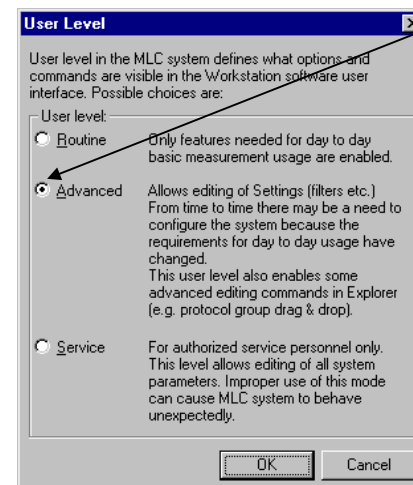 User Level
User level in the MLC system defines what options and
commands are visible in the Workstation software user
interface. Possible choices are:
User level:
Routine
Only features needed for day to day
basic measurement usage are enabled.
Advanced
Allows editing of Settings (filters etc.)
From time to time there may be a need to
configure the system because the
requirements for day to day usage have
changed.
This user level also enables some
advanced editing commands in Explorer
(e.g. protocol group drag & drop).
Service
For authorized service personnel only.
This level allows editing of all system
parameters. Improper use of this mode
can cause MLC system to behave
unexpectedly.
OK
Cancel